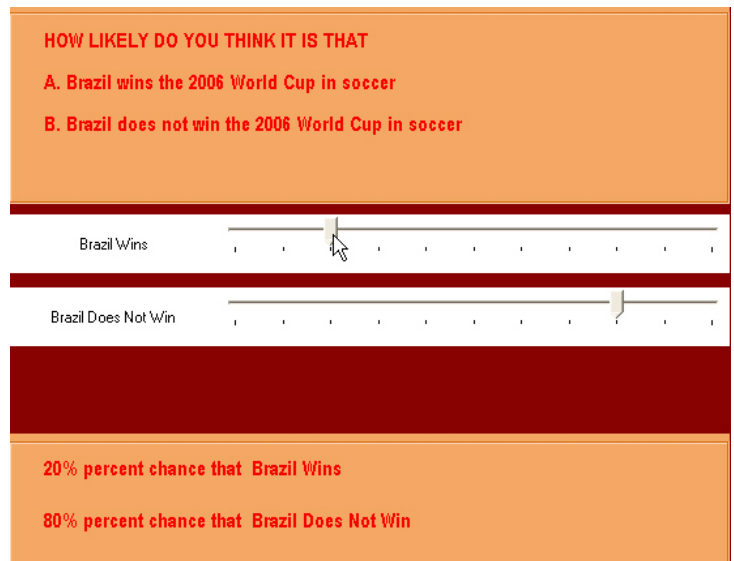 HOW LIKELY DO YOU THINK IT IS THAT
A. Brazil wins the 2006 World Cup in soccer
B. Brazil does not win the 2006 World Cup in soccer
Brazil Wins
Brazil Does Not Win
20% percent chance that Brazil Wins
80% percent chance that Brazil Does Not Win